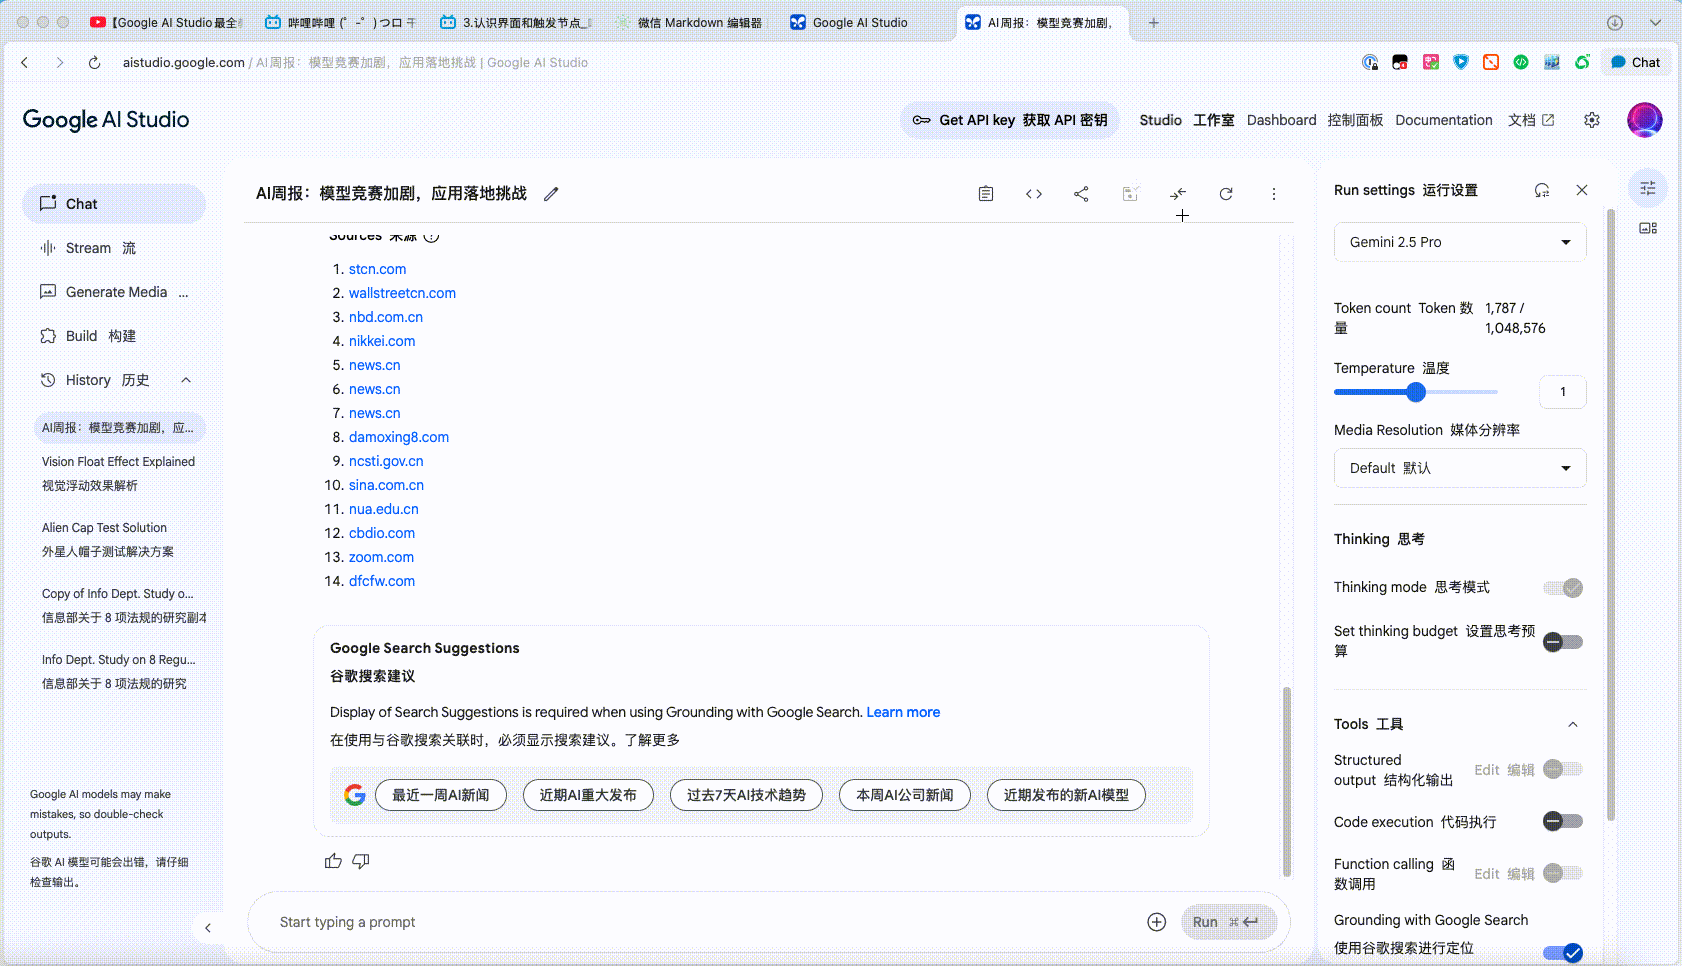 【Google AI Studio 最全
哔哩哔哩 (゜-゜)つロ 干
3.认识界面和触发节点_
微信 Markdown 编辑器
Google AI Studio
AI周报：模型竞赛加剧，
aistudio.google.com / AI周报：模型竞赛加剧，应用落地挑战 | Google AI Studio
Chat
Google AI Studio
Get API key 获取 API 密钥
Studio 工作室
Dashboard 控制面板
Documentation 文档
Chat
Stream 流
Generate Media ...
Build 构建
History 历史
AI周报：模型竞赛加剧，应...
Vision Float Effect Explained
视觉浮动效果解析
Alien Cap Test Solution
外星人帽子测试解决方案
Copy of Info Dept. Study o...
信息部关于 8 项法规的研究副本
Info Dept. Study on 8 Regu...
信息部关于 8 项法规的研究
Google AI models may make
mistakes, so double-check
outputs.
谷歌 AI 模型可能会出错，请仔细
检查输出。
AI周报：模型竞赛加剧，应用落地挑战
Sources 来源
1. stcn.com
2. wallstreetcn.com
3. nbd.com.cn
4. nikkei.com
5. news.cn
6. news.cn
7. news.cn
8. damoxing8.com
9. ncsti.gov.cn
10. sina.com.cn
11. nua.edu.cn
12. cbdio.com
13. zoom.com
14. dfcfw.com
Google Search Suggestions
谷歌搜索建议
Display of Search Suggestions is required when using Grounding with Google Search. Learn more
在使用与谷歌搜索关联时，必须显示搜索建议。了解更多
最近一周AI新闻
近期AI重大发布
过去7天AI技术趋势
本周AI公司新闻
近期发布的新AI模型
Start typing a prompt
Run ⌘
Run settings 运行设置
Gemini 2.5 Pro
Token count Token 数
量
1,787 /
1,048,576
Temperature 温度
1
Media Resolution 媒体分辨率
Default 默认
Thinking 思考
Thinking mode 思考模式
Set thinking budget 设置思考预
算
Tools 工具
Structured
output 结构化输出
Edit 编辑
Code execution 代码执行
Function calling 函
数调用
Edit 编辑
Grounding with Google Search
使用谷歌搜索进行定位